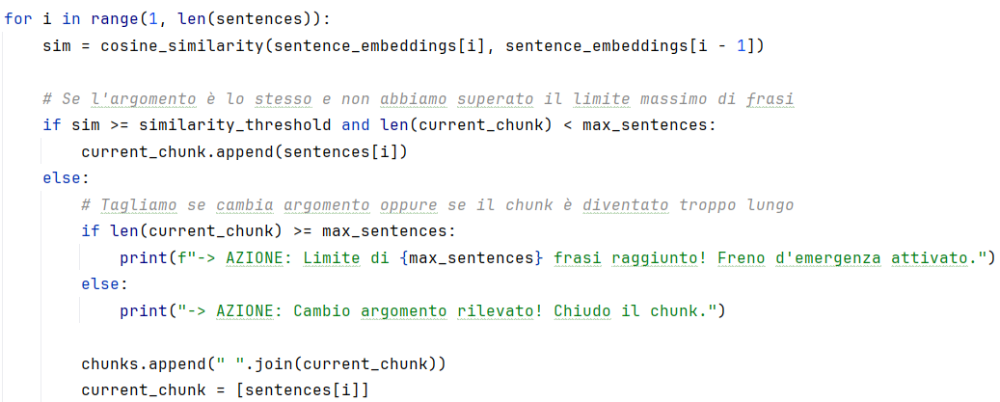 for i in range(1, len(sentences)):
    sim = cosine_similarity(sentence_embeddings[i], sentence_embeddings[i - 1])

    # Se l'argomento è lo stesso e non abbiamo superato il limite massimo di frasi
    if sim >= similarity_threshold and len(current_chunk) < max_sentences:
        current_chunk.append(sentences[i])
    else:
        # Tagliamo se cambia argomento oppure se il chunk è diventato troppo lungo
        if len(current_chunk) >= max_sentences:
            print(f"-> AZIONE: Limite di {max_sentences} frasi raggiunto! Freno d'emergenza attivato.")
        else:
            print("-> AZIONE: Cambio argomento rilevato! Chiudo il chunk.")

        chunks.append(" ".join(current_chunk))
        current_chunk = [sentences[i]]